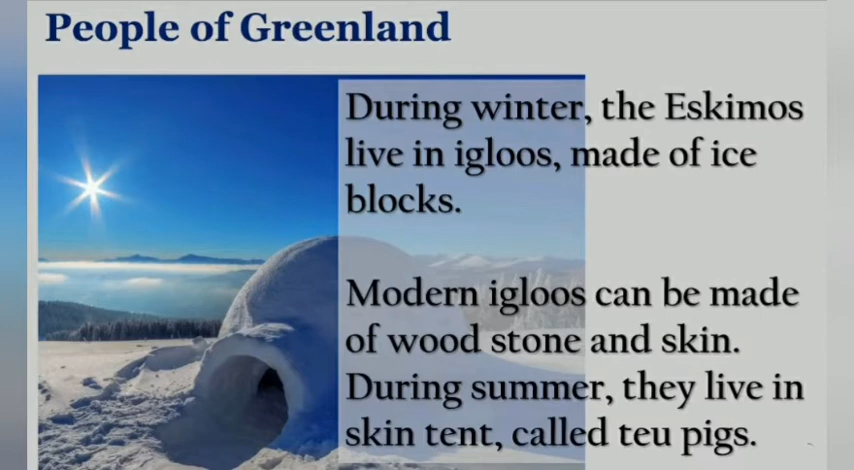 People of Greenland
During winter, the Eskimos
live in igloos, made of ice
blocks.
Modern igloos can be made
of wood stone and skin.
During summer, they live in
skin tent, called teu pigs.